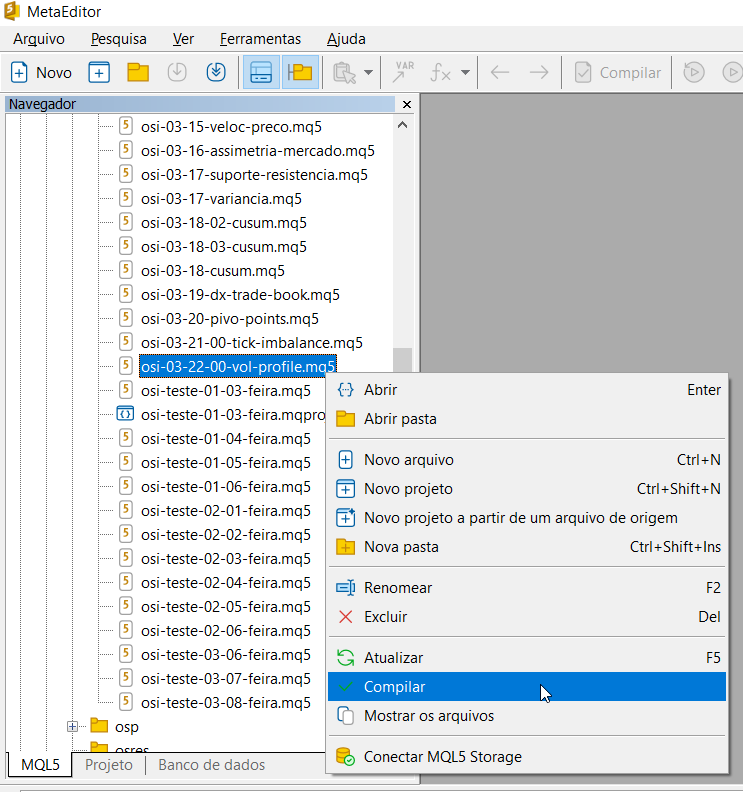 MetaEditor
Arquivo Pesquisa Ver Ferramentas Ajuda
Novo VAR Compilar
Navegador
osi-03-15-veloc-preco.mq5
osi-03-16-assimetria-mercado.mq5
osi-03-17-suporte-resistencia.mq5
osi-03-17-variancia.mq5
osi-03-18-02-cusum.mq5
osi-03-18-03-cusum.mq5
osi-03-18-cusum.mq5
osi-03-19-dx-trade-book.mq5
osi-03-20-pivo-points.mq5
osi-03-21-00-tick-imbalance.mq5
osi-03-22-00-vol-profile.mq5
osi-teste-01-03-feira.mq5
osi-teste-01-03-feira.mqpro
osi-teste-01-04-feira.mq5
osi-teste-01-05-feira.mq5
osi-teste-01-06-feira.mq5
osi-teste-02-01-feira.mq5
osi-teste-02-02-feira.mq5
osi-teste-02-03-feira.mq5
osi-teste-02-04-feira.mq5
osi-teste-02-05-feira.mq5
osi-teste-02-06-feira.mq5
osi-teste-03-06-feira.mq5
osi-teste-03-07-feira.mq5
osi-teste-03-08-feira.mq5
osp
osres
Abrir Enter
Abrir pasta
Novo arquivo Ctrl+N
Novo projeto Ctrl+Shift+N
Novo projeto a partir de um arquivo de origem
Nova pasta Ctrl+Shift+Ins
Renomear F2
Excluir Del
Atualizar F5
Compilar
Mostrar os arquivos
Conectar MQL5 Storage
MQL5 Projeto Banco de dados